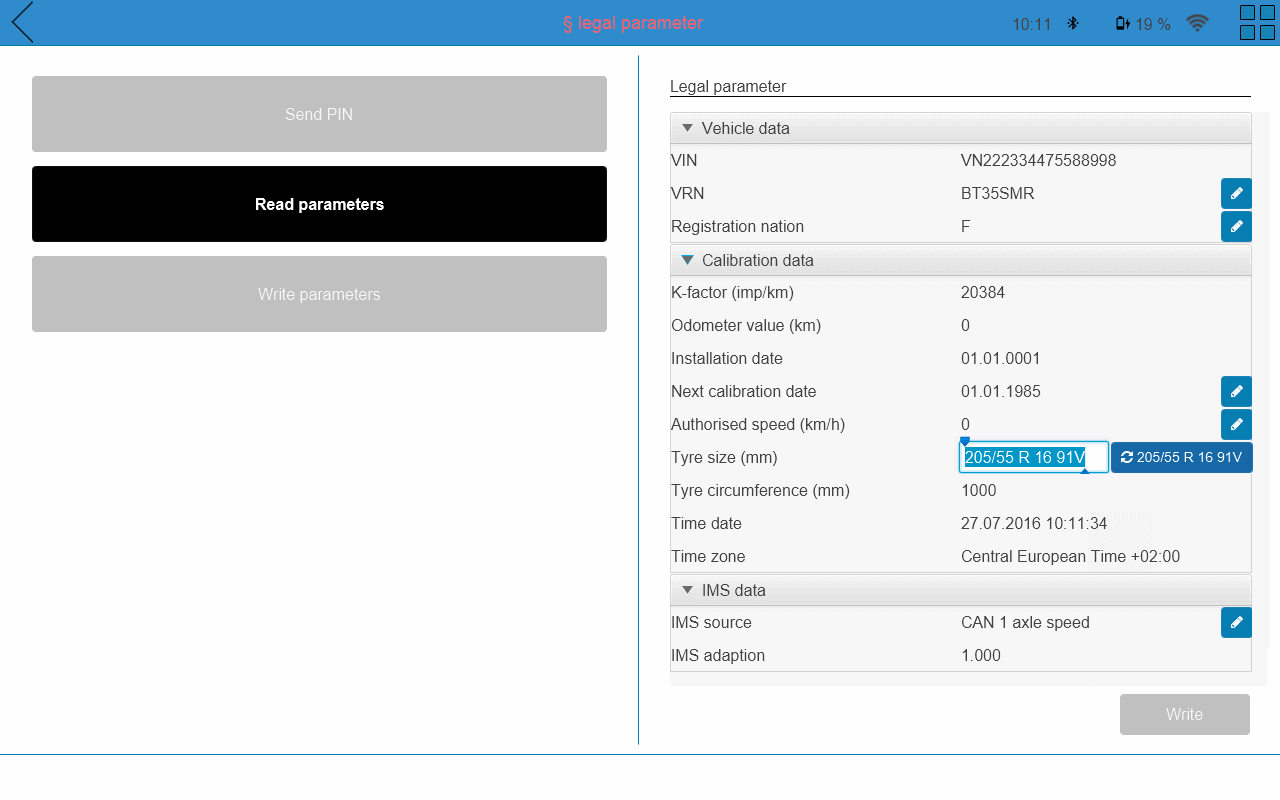 § legal parameter
10:11
19 %
Send PIN
Read parameters
Write parameters
Legal parameter
Vehicle data
VIN VN222334475588998
VRN BT35SMR
Registration nation F
Calibration data
K-factor (imp/km) 20384
Odometer value (km) 0
Installation date 01.01.0001
Next calibration date 01.01.1985
Authorised speed (km/h) 0
Tyre size (mm) 205/55 R 16 91V 205/55 R 16 91V
Tyre circumference (mm) 1000
Time date 27.07.2016 10:11:34
Time zone Central European Time +02:00
IMS data
IMS source CAN 1 axle speed
IMS adaption 1.000
Write